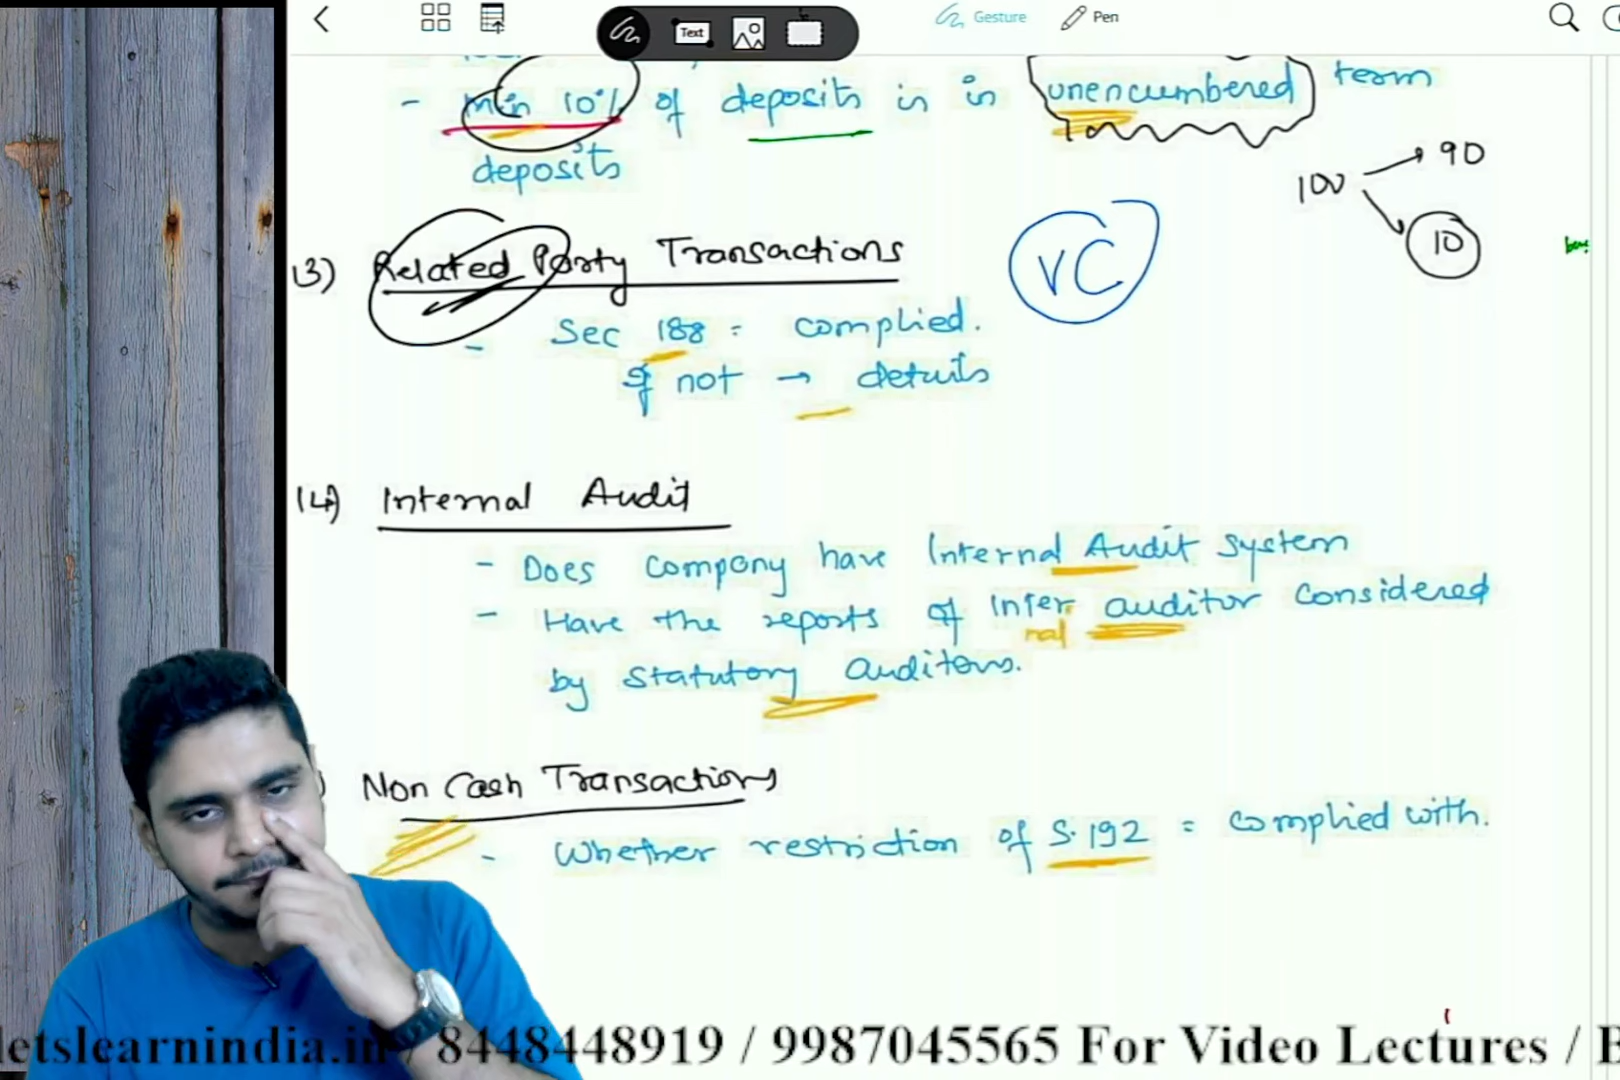 Text
Gesture
Pen
- min 10% of deposits is in unencumbered term
deposits
100 → 90
10
13) Related Party Transactions
VC
- Sec 188 = complied.
If not → details
14) Internal Audit
- Does company have Internal Audit system
- Have the reports of Internal auditor considered
by statutory auditors.
) Non Cash Transactions
- Whether restriction of S.192 = complied with.
letslearnindia.in / 8448448919 / 9987045565 For Video Lectures /